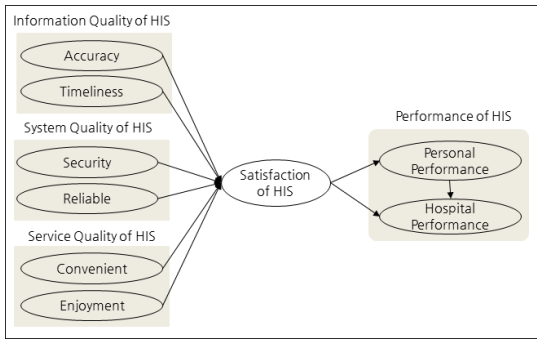 Information Quality of HIS
Accuracy
Timeliness
System Quality of HIS
Security
Reliable
Service Quality of HIS
Convenient
Enjoyment
Satisfaction
of HIS
Performance of HIS
Personal
Performance
Hospital
Performance